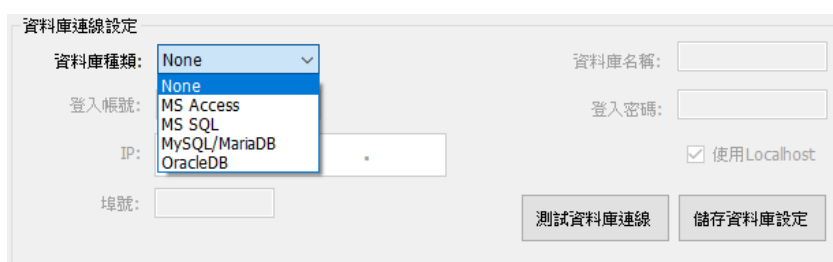 資料庫連線設定
資料庫種類: None
資料庫名稱:
None
登入帳號:
MS Access
登入密碼:
MS SQL
MySQL/MariaDB
IP:
.
使用Localhost
OracleDB
埠號:
測試資料庫連線
儲存資料庫設定